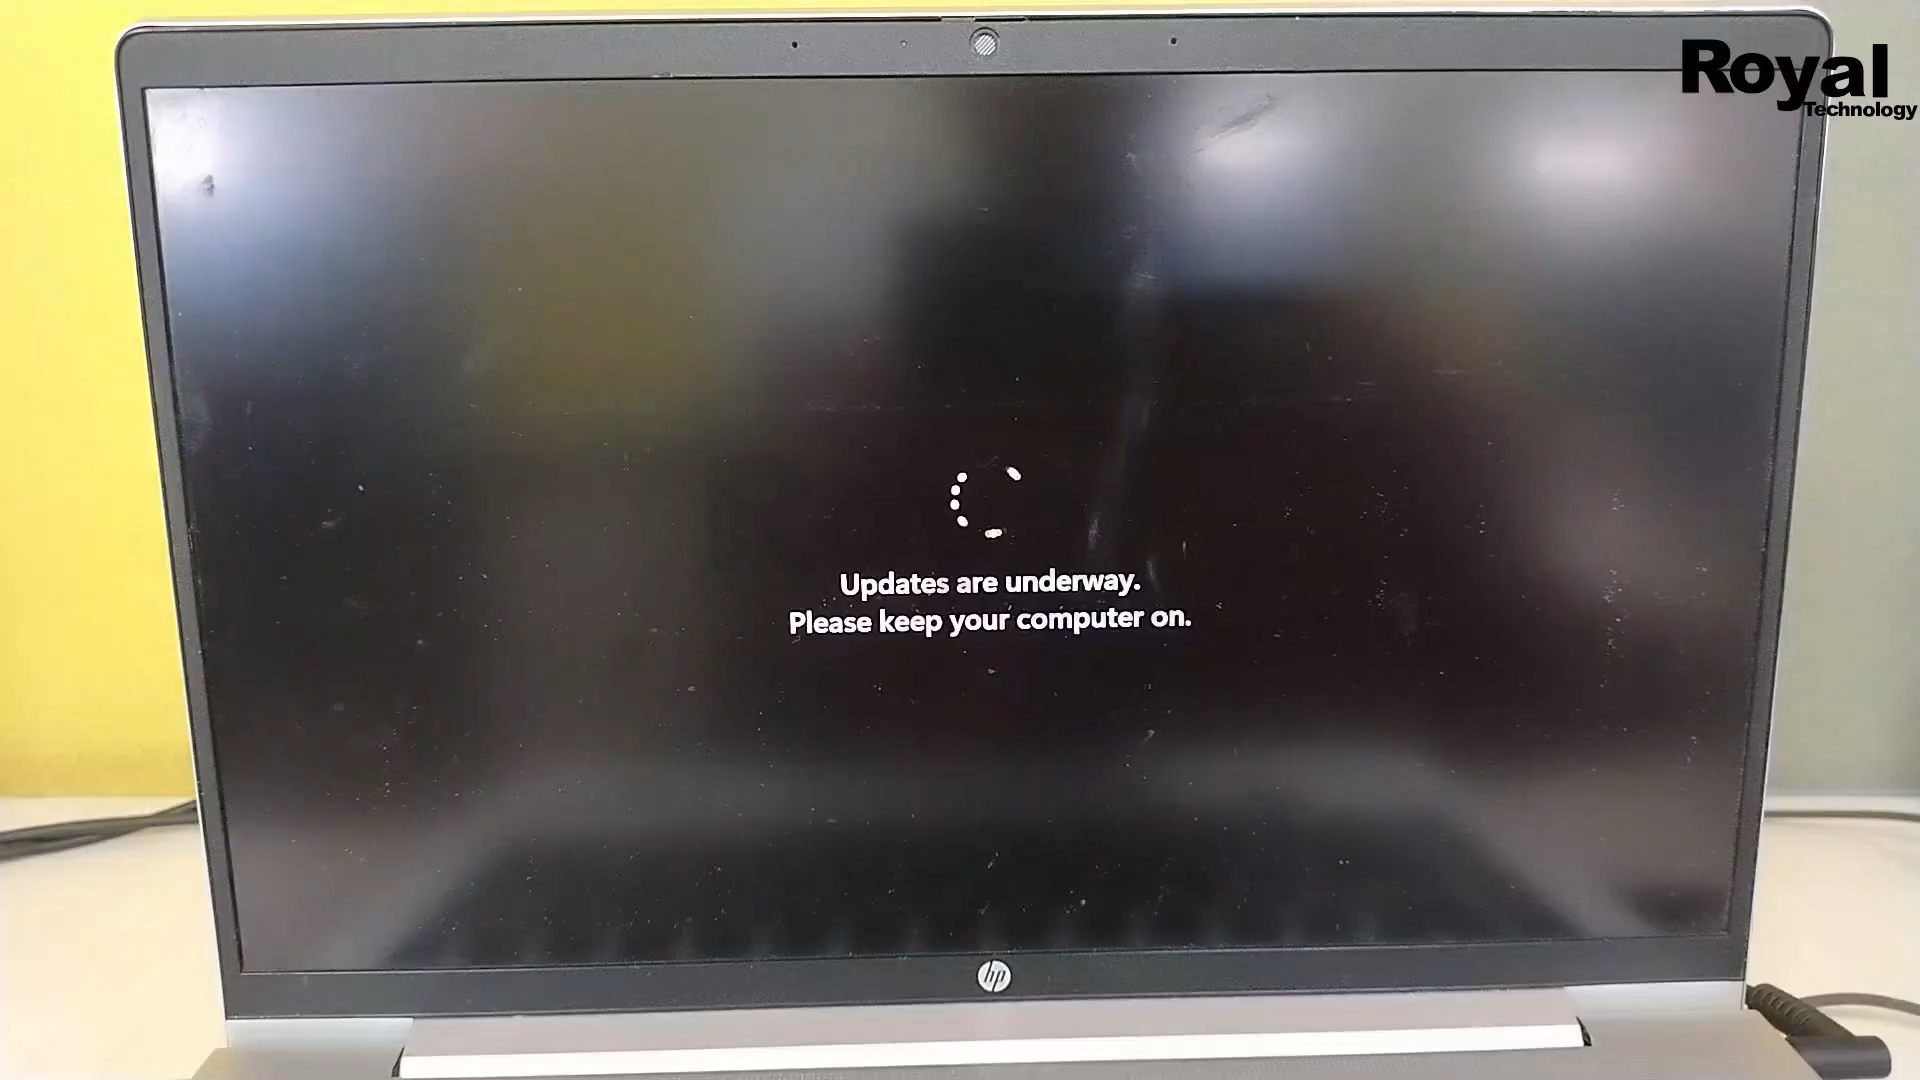 Royal
Technology
Updates are underway.
Please keep your computer on.
hp